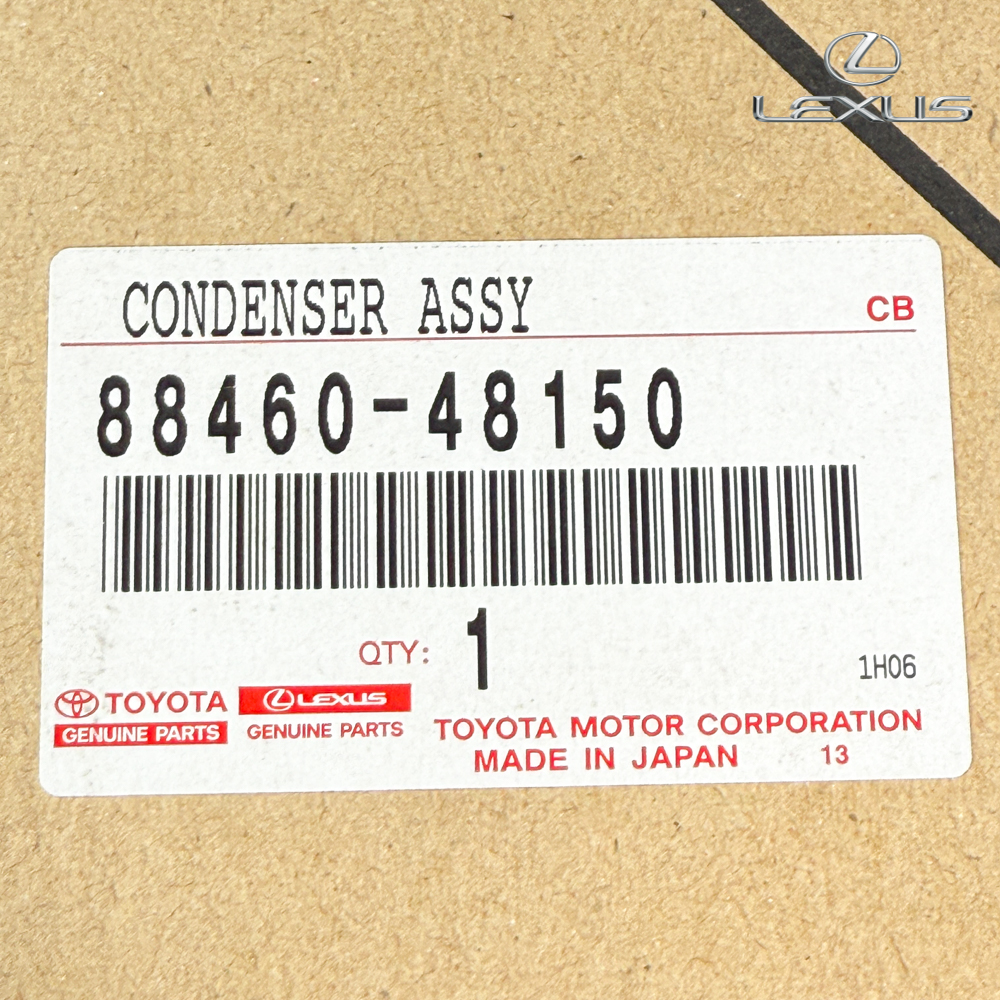 LEXUS
CONDENSER ASSY
CB
88460-48150
QTY: 1
1H06
TOYOTA
GENUINE PARTS
LEXUS
GENUINE PARTS
TOYOTA MOTOR CORPORATION
MADE IN JAPAN 13